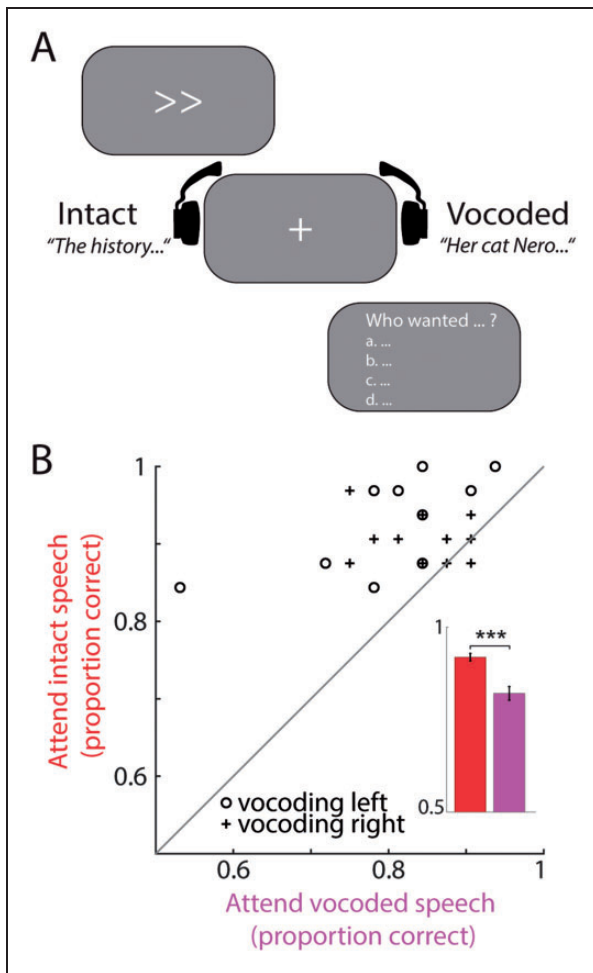 A
>>
Intact
"The history..."
+
Vocoded
"Her cat Nero..."
Who wanted ... ?
a. ...
b. ...
c. ...
d. ...
B
Attend intact speech
(proportion correct)
1
0.8
0.6
1
***
0.5
o vocoding left
+ vocoding right
0.6
0.8
1
Attend vocoded speech
(proportion correct)